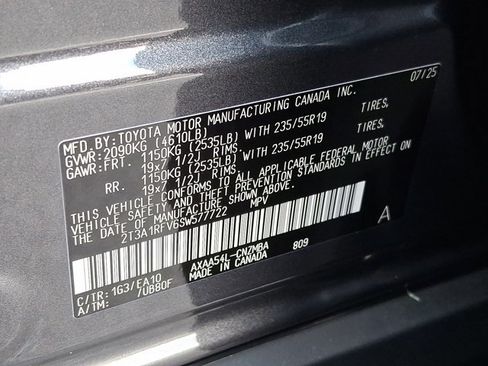 MFD.BY:TOYOTA MOTOR MANUFACTURING CANADA INC. 07/25
GVWR:2090KG (4610LB)
GAWR:FRT. 1150KG (2535LB) WITH 235/55R19 TIRES,
19x7 1/2J RIMS,
RR. 1150KG (2535LB) WITH 235/55R19 TIRES,
19x7 1/2J RIMS,
THIS VEHICLE CONFORMS TO ALL APPLICABLE FEDERAL MOTOR
VEHICLE SAFETY AND THEFT PREVENTION STANDARDS IN EFFECT ON
THE DATE OF MANUFACTURE SHOWN ABOVE.
2T3A1RFV6SW577722 MPV
A
C/TR:1G3/EA10 AXAA54L-CNZMBA 809
A/TM: /UB80F MADE IN CANADA